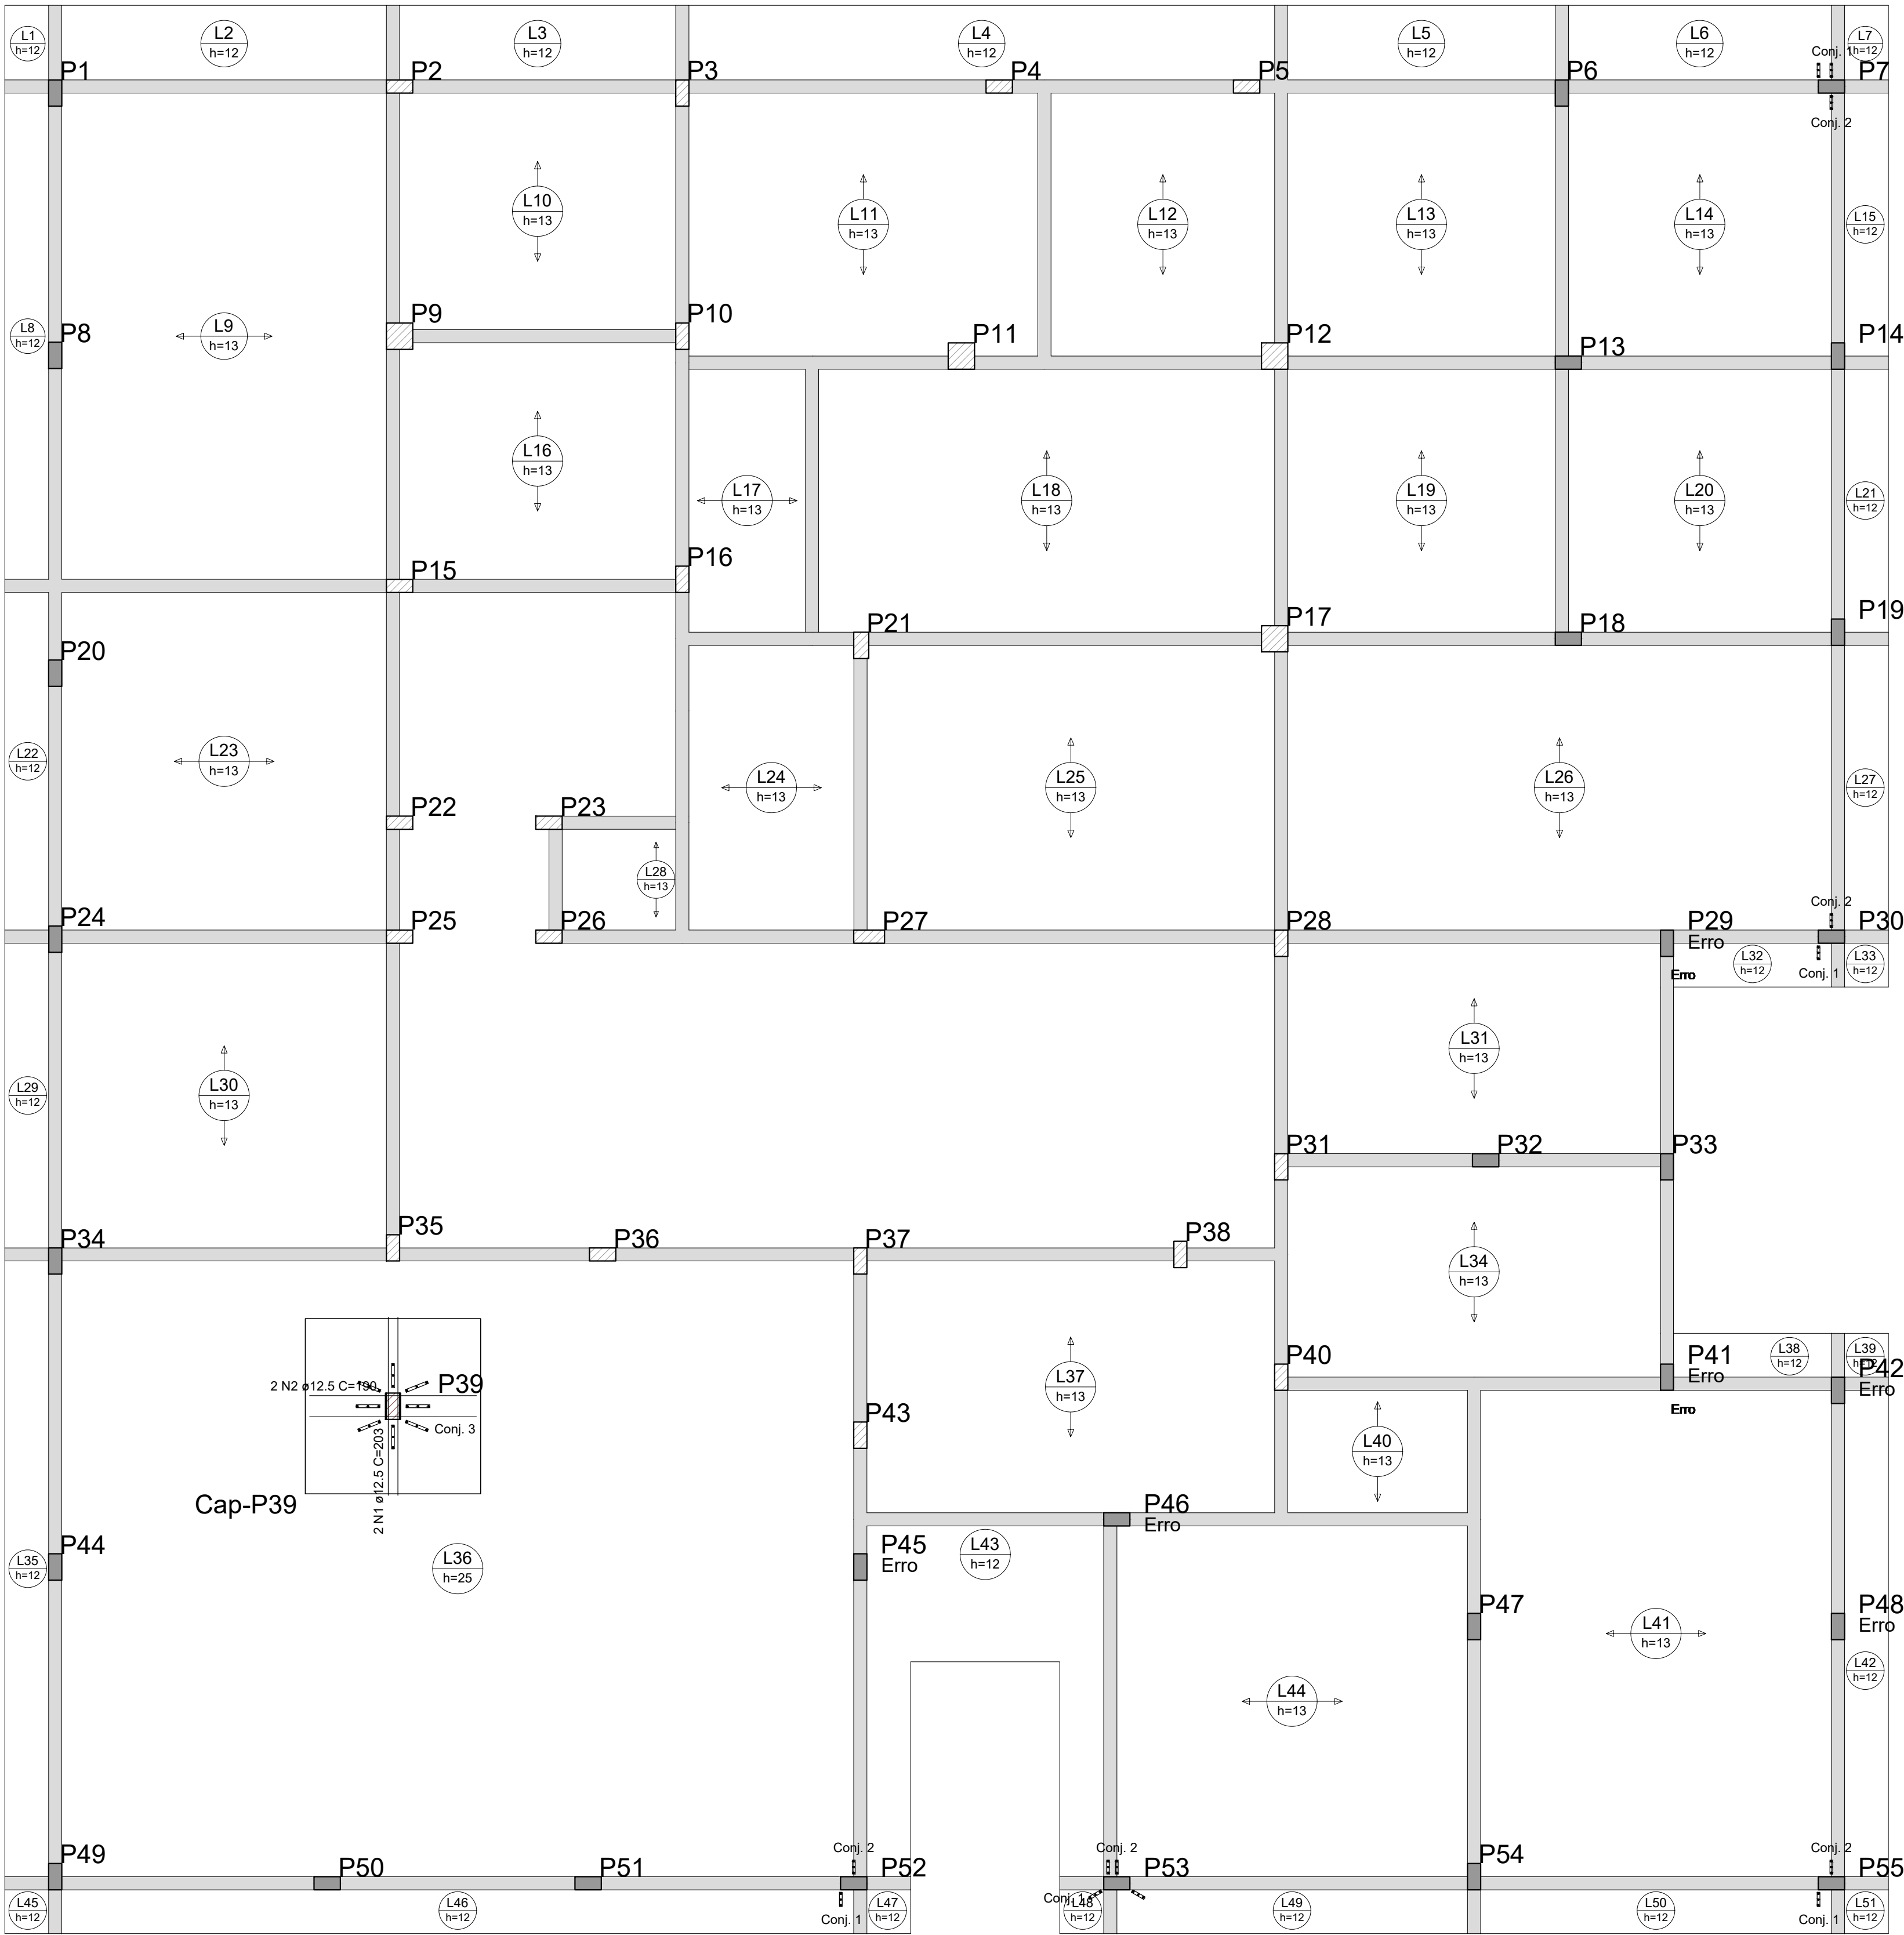 L1
h=12
L2
h=12
L3
h=12
L4
h=12
L5
h=12
L6
h=12
L7
h=12
Conj. 1
P1
P2
P3
P4
P5
P6
P7
Conj. 2
L10
h=13
L11
h=13
L12
h=13
L13
h=13
L14
h=13
L15
h=12
L8
h=12
P8
L9
h=13
P9
P10
P11
P12
P13
P14
L16
h=13
L17
h=13
L18
h=13
L19
h=13
L20
h=13
L21
h=12
P15
P16
P21
P17
P18
P19
P20
L22
h=12
L23
h=13
L24
h=13
L25
h=13
L26
h=13
L27
h=12
P22
P23
L28
h=13
Conj. 2
P24
P25
P26
P27
P28
P29
Erro
P30
L32
h=12
L33
h=12
Erro
Conj. 1
L29
h=12
L30
h=13
L31
h=13
P31
P32
P33
P34
P35
P36
P37
P38
L34
h=13
P40
P41
Erro
L38
h=12
L39
h=12
P42
Erro
Erro
2 N2 ø12.5 C=190
P39
Conj. 3
2 N1 ø12.5 C=203
Cap-P39
L37
h=13
P43
L40
h=13
P46
Erro
P44
P45
Erro
L43
h=12
L35
h=12
L36
h=25
P47
L41
h=13
P48
Erro
L42
h=12
L44
h=13
Conj. 2
Conj. 2
Conj. 2
P49
P50
P51
P52
P53
P54
P55
Conj. 1
L45
h=12
L46
h=12
L47
h=12
L48
h=12
L49
h=12
L50
h=12
L51
h=12
Conj. 1
Conj. 1